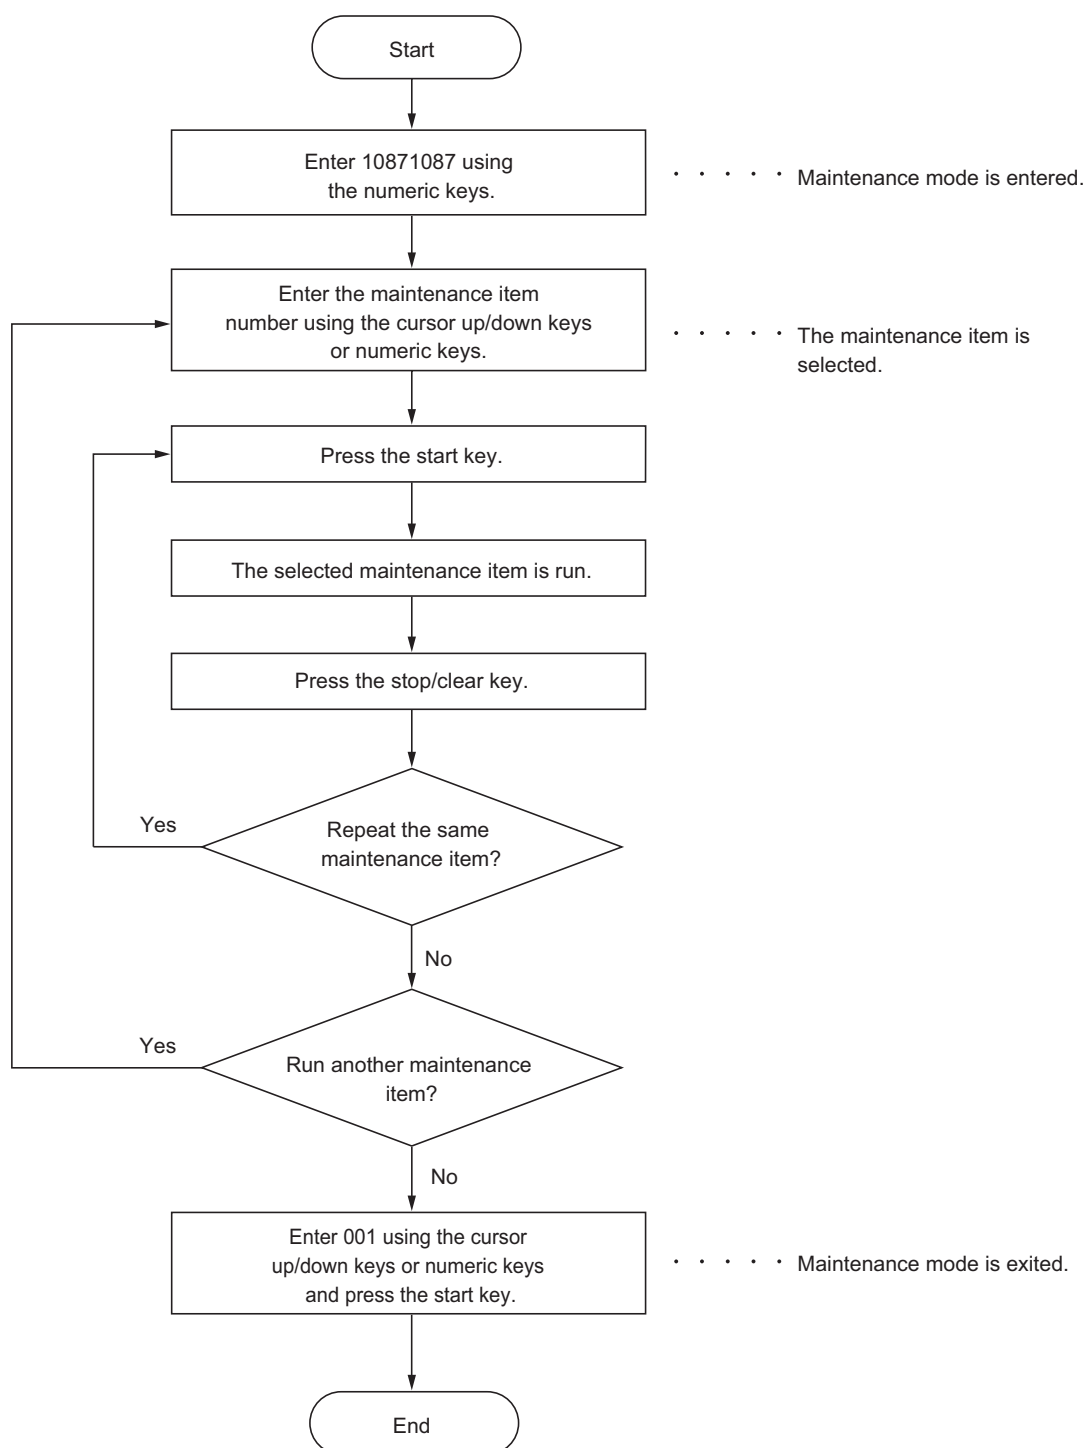 Start
Enter 10871087 using
the numeric keys.
Maintenance mode is entered.
Enter the maintenance item
number using the cursor up/down keys
or numeric keys.
The maintenance item is
selected.
Press the start key.
The selected maintenance item is run.
Press the stop/clear key.
Yes
Repeat the same
maintenance item?
No
Yes
Run another maintenance
item?
No
Enter 001 using the cursor
up/down keys or numeric keys
and press the start key.
Maintenance mode is exited.
End